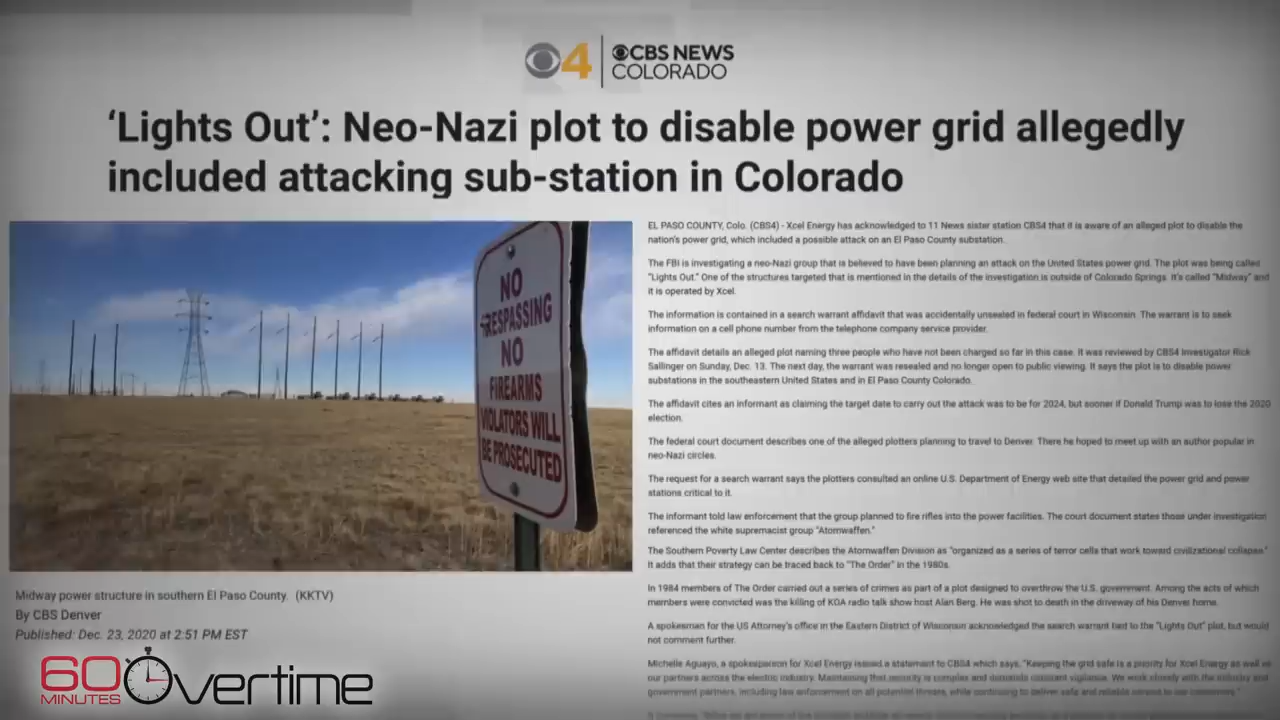 4 CBS NEWS
COLORADO
‘Lights Out’: Neo-Nazi plot to disable power grid allegedly
included attacking sub-station in Colorado
NO
TRESPASSING
NO
FIREARMS
VIOLATORS WILL
BE PROSECUTED
Midway power structure in southern El Paso County. (KKTV)
By CBS Denver
Published: Dec. 23, 2020 at 2:51 PM EST
EL PASO COUNTY, Colo. (CBS4) - Xcel Energy has acknowledged to 11 News sister station CBS4 that it is aware of an alleged plot to disable the
nation's power grid, which included a possible attack on an El Paso County substation.
The FBI is investigating a neo-Nazi group that is believed to have been planning an attack on the United States power grid. The plot was being called
"Lights Out." One of the structures targeted that is mentioned in the details of the investigation is outside of Colorado Springs. It's called "Midway" and
it is operated by Xcel.
The information is contained in a search warrant affidavit that was accidentally unsealed in federal court in Wisconsin. The warrant is to seek
information on a cell phone number from the telephone company service provider.
The affidavit details an alleged plot naming three people who have not been charged so far in this case. It was reviewed by CBS4 Investigator Rick
Sallinger on Sunday, Dec. 13. The next day, the warrant was resealed and no longer open to public viewing. It says the plot is to disable power
substations in the southeastern United States and in El Paso County Colorado.
The affidavit cites an informant as claiming the target date to carry out the attack was to be for 2024, but sooner if Donald Trump was to lose the 2020
election.
The federal court document describes one of the alleged plotters planning to travel to Denver. There he hoped to meet up with an author popular in
neo-Nazi circles.
The request for a search warrant says the plotters consulted an online U.S. Department of Energy web site that detailed the power grid and power
stations critical to it.
The informant told law enforcement that the group planned to fire rifles into the power facilities. The court document states those under investigation
referenced the white supremacist group "Atomwaffen."
The Southern Poverty Law Center describes the Atomwaffen Division as "organized as a series of terror cells that work toward civilizational collapse."
It adds that their strategy can be traced back to "The Order" in the 1980s.
In 1984 members of The Order carried out a series of crimes as part of a plot designed to overthrow the U.S. government. Among the acts of which
members were convicted was the killing of KOA radio talk show host Alan Berg. He was shot to death in the driveway of his Denver home.
A spokesman for the US Attorney's office in the Eastern District of Wisconsin acknowledged the search warrant tied to the "Lights Out" plot, but would
not comment further.
Michelle Aguayo, a spokesperson for Xcel Energy issued a statement to CBS4 which says, "Keeping the grid safe is a priority for Xcel Energy as well as
our partners across the electric industry. Maintaining that security is complex and demands constant vigilance. We work closely with the industry and
government partners, including law enforcement on all potential threats, while continuing to deliver safe and reliable service to our customers."
60 Overtime
MINUTES